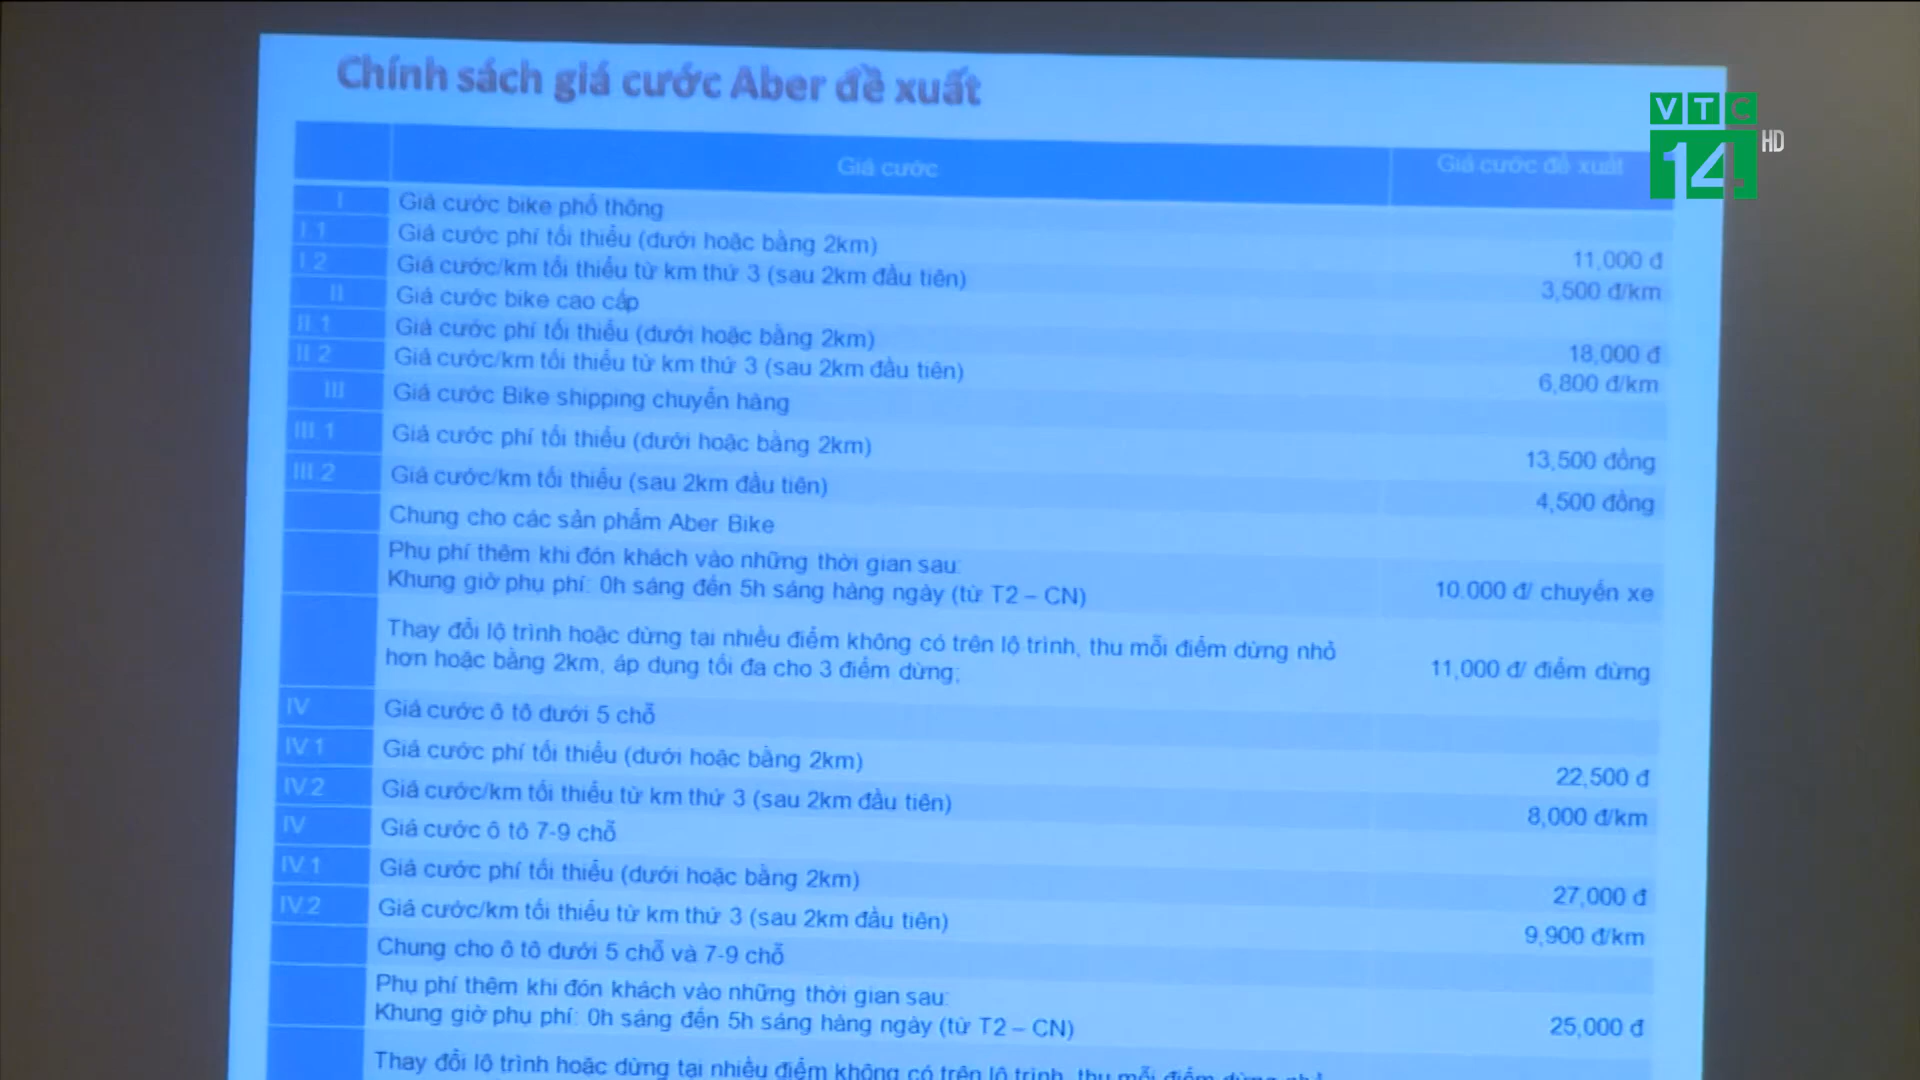 Chính sách giá cước Aber đề xuất
VTC
14 HD
Giá cước
Giá cước đề xuất
I Giá cước bike phổ thông
I.1 Giá cước phí tối thiểu (dưới hoặc bằng 2km) 11,000 đ
I.2 Giá cước/km tối thiểu từ km thứ 3 (sau 2km đầu tiên) 3,500 đ/km
II Giá cước bike cao cấp
II.1 Giá cước phí tối thiểu (dưới hoặc bằng 2km) 18,000 đ
II.2 Giá cước/km tối thiểu từ km thứ 3 (sau 2km đầu tiên) 6,800 đ/km
III Giá cước Bike shipping chuyển hàng
III.1 Giá cước phí tối thiểu (dưới hoặc bằng 2km) 13,500 đồng
III.2 Giá cước/km tối thiểu (sau 2km đầu tiên) 4,500 đồng
Chung cho các sản phẩm Aber Bike
Phụ phí thêm khi đón khách vào những thời gian sau:
Khung giờ phụ phí: 0h sáng đến 5h sáng hàng ngày (từ T2 – CN) 10.000 đ/ chuyến xe
Thay đổi lộ trình hoặc dừng tại nhiều điểm không có trên lộ trình, thu mỗi điểm dừng nhỏ
hơn hoặc bằng 2km, áp dụng tối đa cho 3 điểm dừng; 11,000 đ/ điểm dừng
IV Giá cước ô tô dưới 5 chỗ
IV.1 Giá cước phí tối thiểu (dưới hoặc bằng 2km) 22,500 đ
IV.2 Giá cước/km tối thiểu từ km thứ 3 (sau 2km đầu tiên) 8,000 đ/km
IV Giá cước ô tô 7-9 chỗ
IV.1 Giá cước phí tối thiểu (dưới hoặc bằng 2km) 27,000 đ
IV.2 Giá cước/km tối thiểu từ km thứ 3 (sau 2km đầu tiên) 9,900 đ/km
Chung cho ô tô dưới 5 chỗ và 7-9 chỗ
Phụ phí thêm khi đón khách vào những thời gian sau:
Khung giờ phụ phí: 0h sáng đến 5h sáng hàng ngày (từ T2 – CN) 25,000 đ
Thay đổi lộ trình hoặc dừng tại nhiều điểm không có trên lộ trình, thu mỗi điểm dừng nhỏ